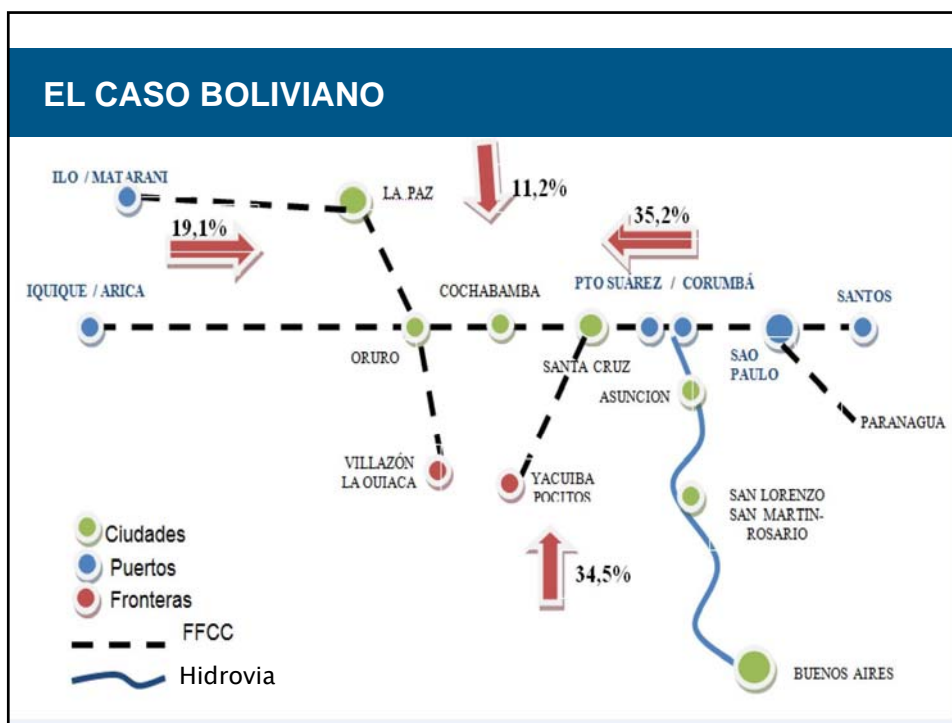 EL CASO BOLIVIANO
ILO / MATARANI
LA PAZ
11,2%
35,2%
19,1%
IQUIQUE / ARICA
COCHABAMBA
PTO SUÁREZ / CORUMBÁ
SANTOS
ORURO
SANTA CRUZ
SAO
PAULO
ASUNCION
PARANAGUA
VILLAZÓN
LA QUIACA
YACUIBA
POCITOS
SAN LORENZO
SAN MARTIN-
ROSARIO
Ciudades
Puertos
34,5%
Fronteras
FFCC
Hidrovia
BUENOS AIRES